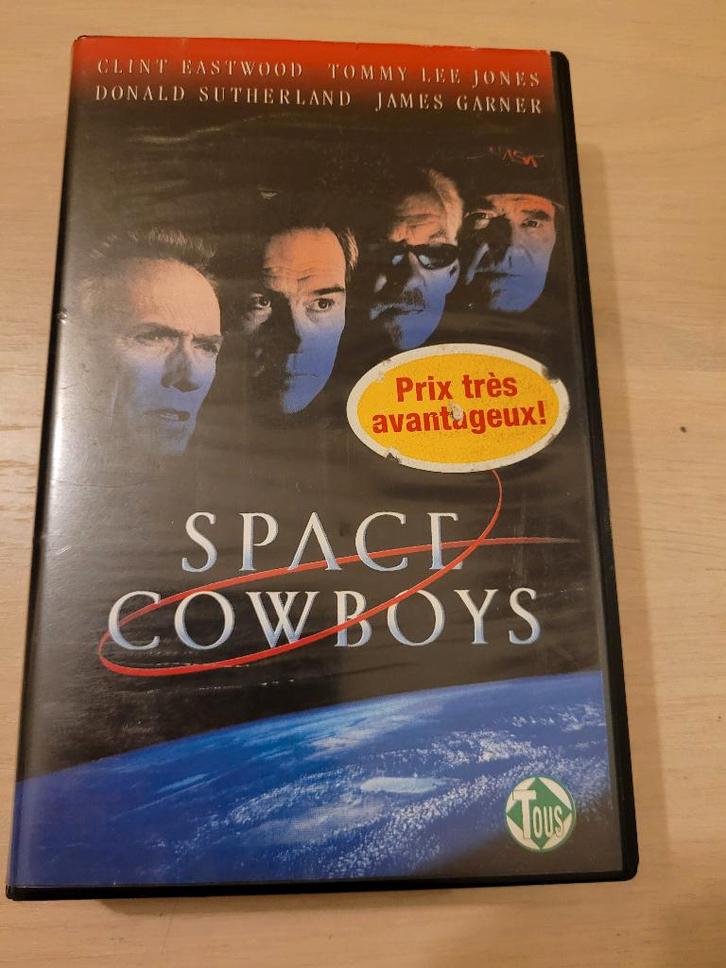 CLINT EASTWOOD TOMMY LEE JONES
DONALD SUTHERLAND JAMES GARNER
NASA
Prix très
avantageux!
SPACE
COWBOYS
TOUS